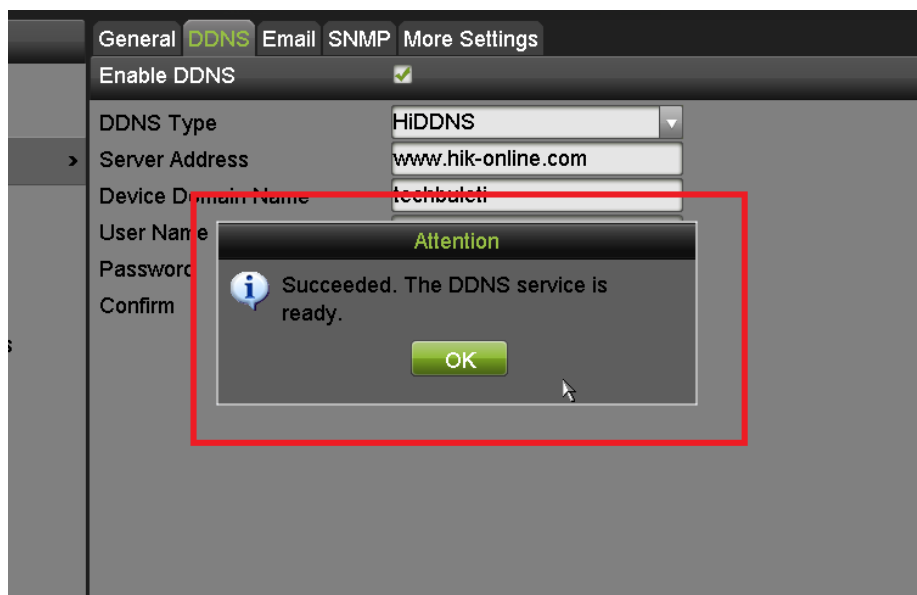 General DDNS Email SNMP More Settings
Enable DDNS
DDNS Type HiDDNS
Server Address www.hik-online.com
Device Domain Name techbuleti
User Name
Password
Confirm
Attention
Succeeded. The DDNS service is
ready.
OK
s